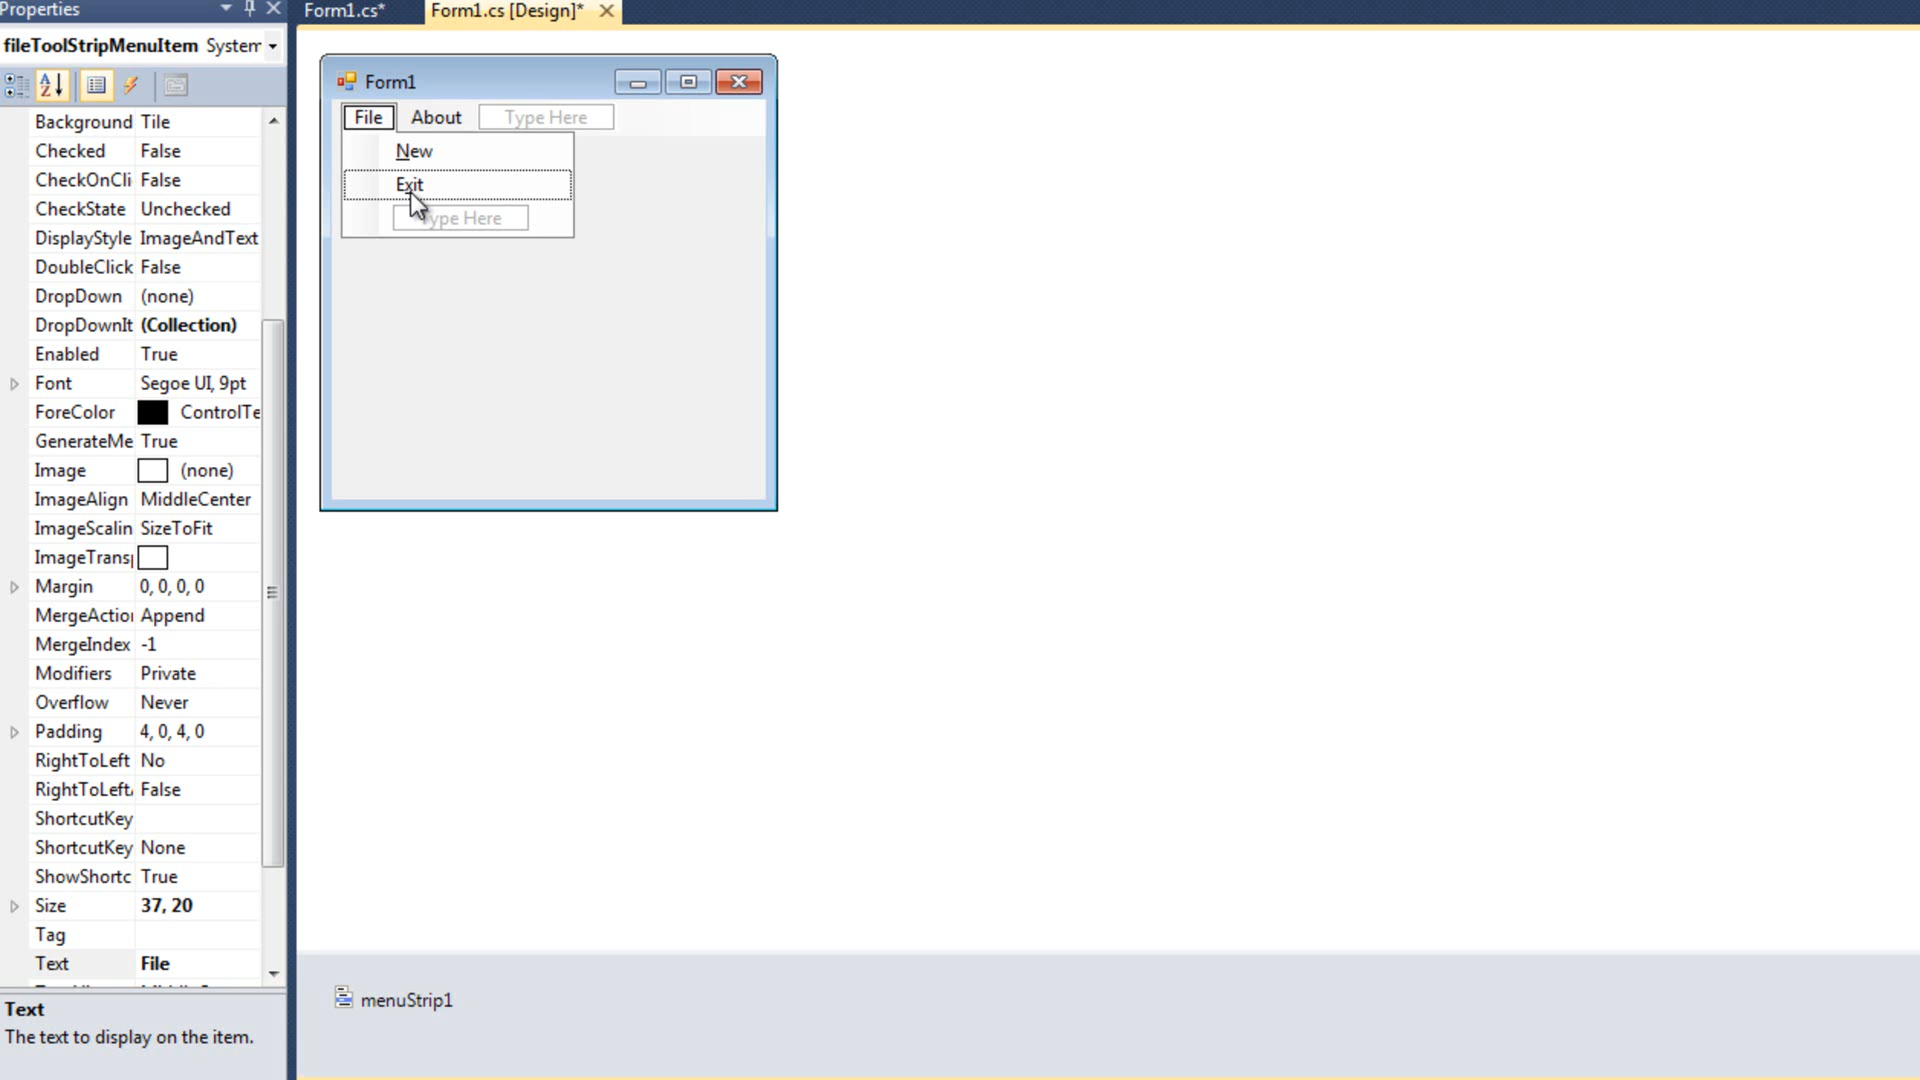 Properties
Form1.cs*
Form1.cs [Design]*
fileToolStripMenuItem System
Background Tile
Checked False
CheckOnCli False
CheckState Unchecked
DisplayStyle ImageAndText
DoubleClick False
DropDown (none)
DropDownIt (Collection)
Enabled True
Font Segoe UI, 9pt
ForeColor ControlTe
GenerateMe True
Image (none)
ImageAlign MiddleCenter
ImageScalin SizeToFit
ImageTransp
Margin 0, 0, 0, 0
MergeAction Append
MergeIndex -1
Modifiers Private
Overflow Never
Padding 4, 0, 4, 0
RightToLeft No
RightToLeft False
ShortcutKey
ShortcutKey None
ShowShortc True
Size 37, 20
Tag
Text File
Text
The text to display on the item.
Form1
File About Type Here
New
Exit
Type Here
menuStrip1